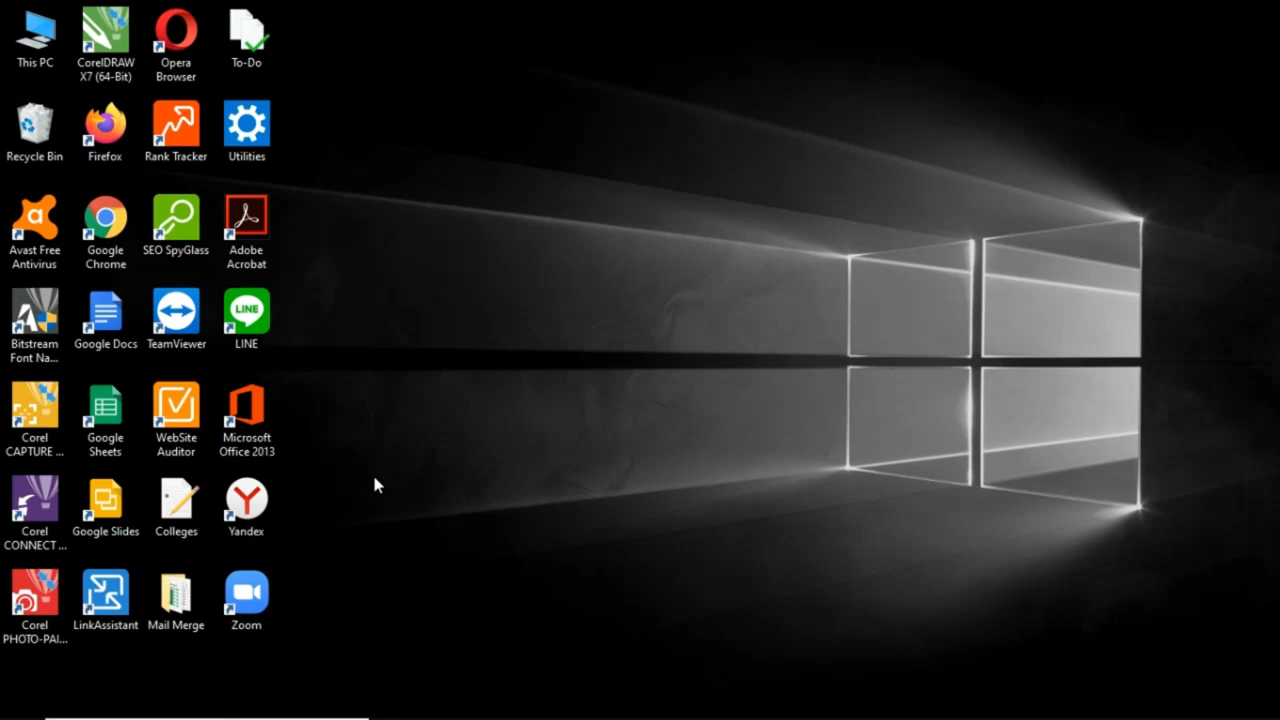 This PC
CorelDRAW
X7 (64-Bit)
Opera
Browser
To-Do
Recycle Bin
Firefox
Rank Tracker
Utilities
Avast Free
Antivirus
Google
Chrome
SEO SpyGlass
Adobe
Acrobat
Bitstream
Font Na...
Google Docs
TeamViewer
LINE
LINE
Corel
CAPTURE ...
Google
Sheets
WebSite
Auditor
Microsoft
Office 2013
Corel
CONNECT ...
Google Slides
Colleges
Yandex
Corel
PHOTO-PAI...
LinkAssistant
Mail Merge
Zoom